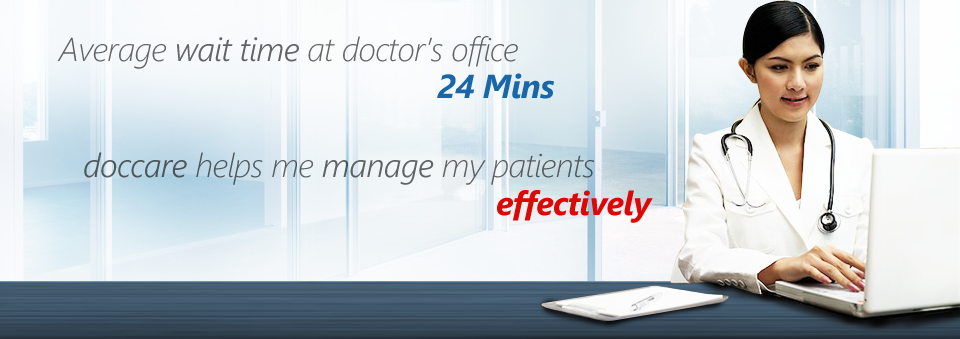 Average wait time at doctor's office
24 Mins
doccare helps me manage my patients
effectively